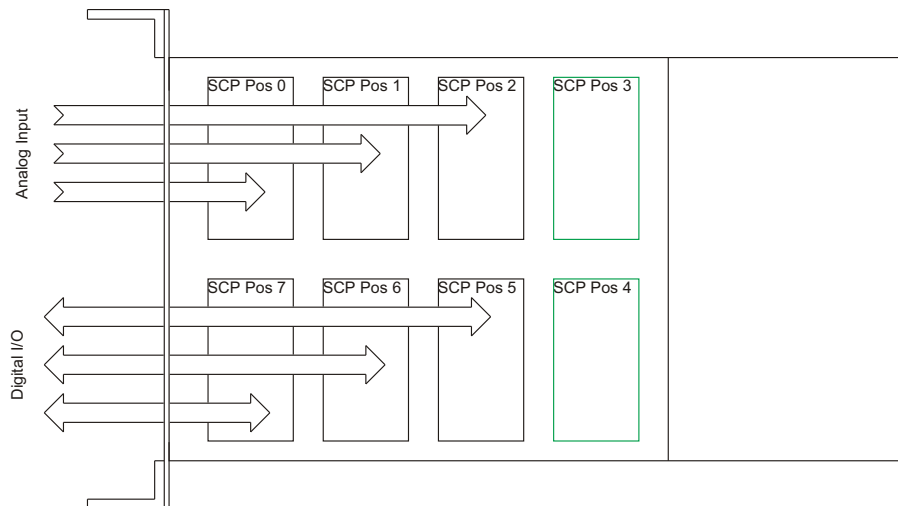 SCP Pos 0
SCP Pos 1
SCP Pos 2
SCP Pos 3
Analog Input
SCP Pos 7
SCP Pos 6
SCP Pos 5
SCP Pos 4
Digital I/O